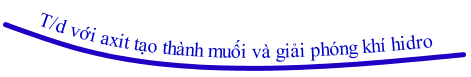 T/d với axit tạo thành muối và giải phóng khí hidro